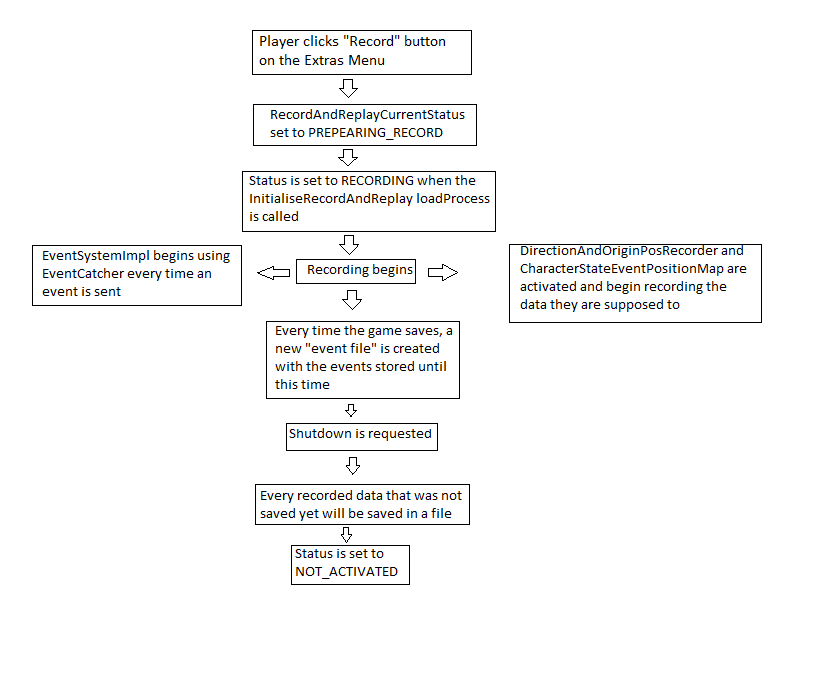 Player clicks "Record" button
on the Extras Menu
RecordAndReplayCurrentStatus
set to PREPEARING_RECORD
Status is set to RECORDING when the
InitialiseRecordAndReplay loadProcess
is called
EventSystemImpl begins using
EventCatcher every time an
event is sent
Recording begins
DirectionAndOriginPosRecorder and
CharacterStateEventPositionMap are
activated and begin recording the
data they are supposed to
Every time the game saves, a
new "event file" is created
with the events stored until
this time
Shutdown is requested
Every recorded data that was not
saved yet will be saved in a file
Status is set to
NOT_ACTIVATED